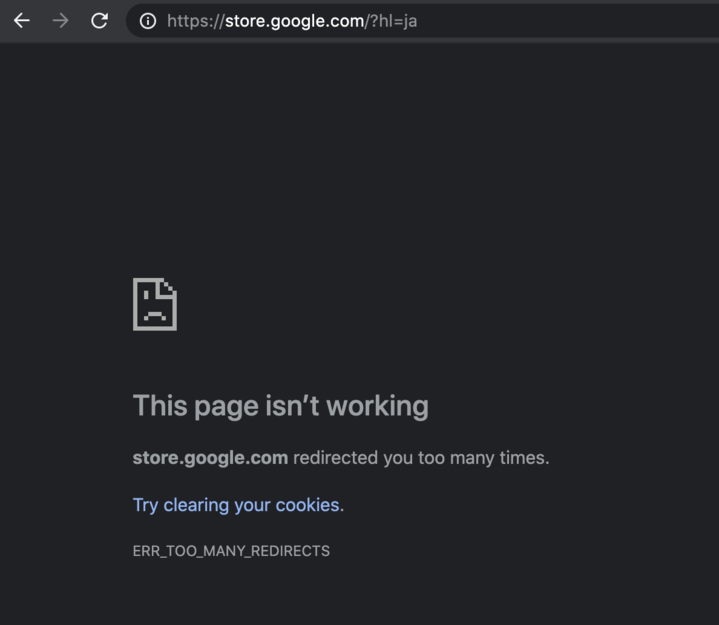 https://store.google.com/?hl=ja
This page isn't working
store.google.com redirected you too many times.
Try clearing your cookies.
ERR_TOO_MANY_REDIRECTS